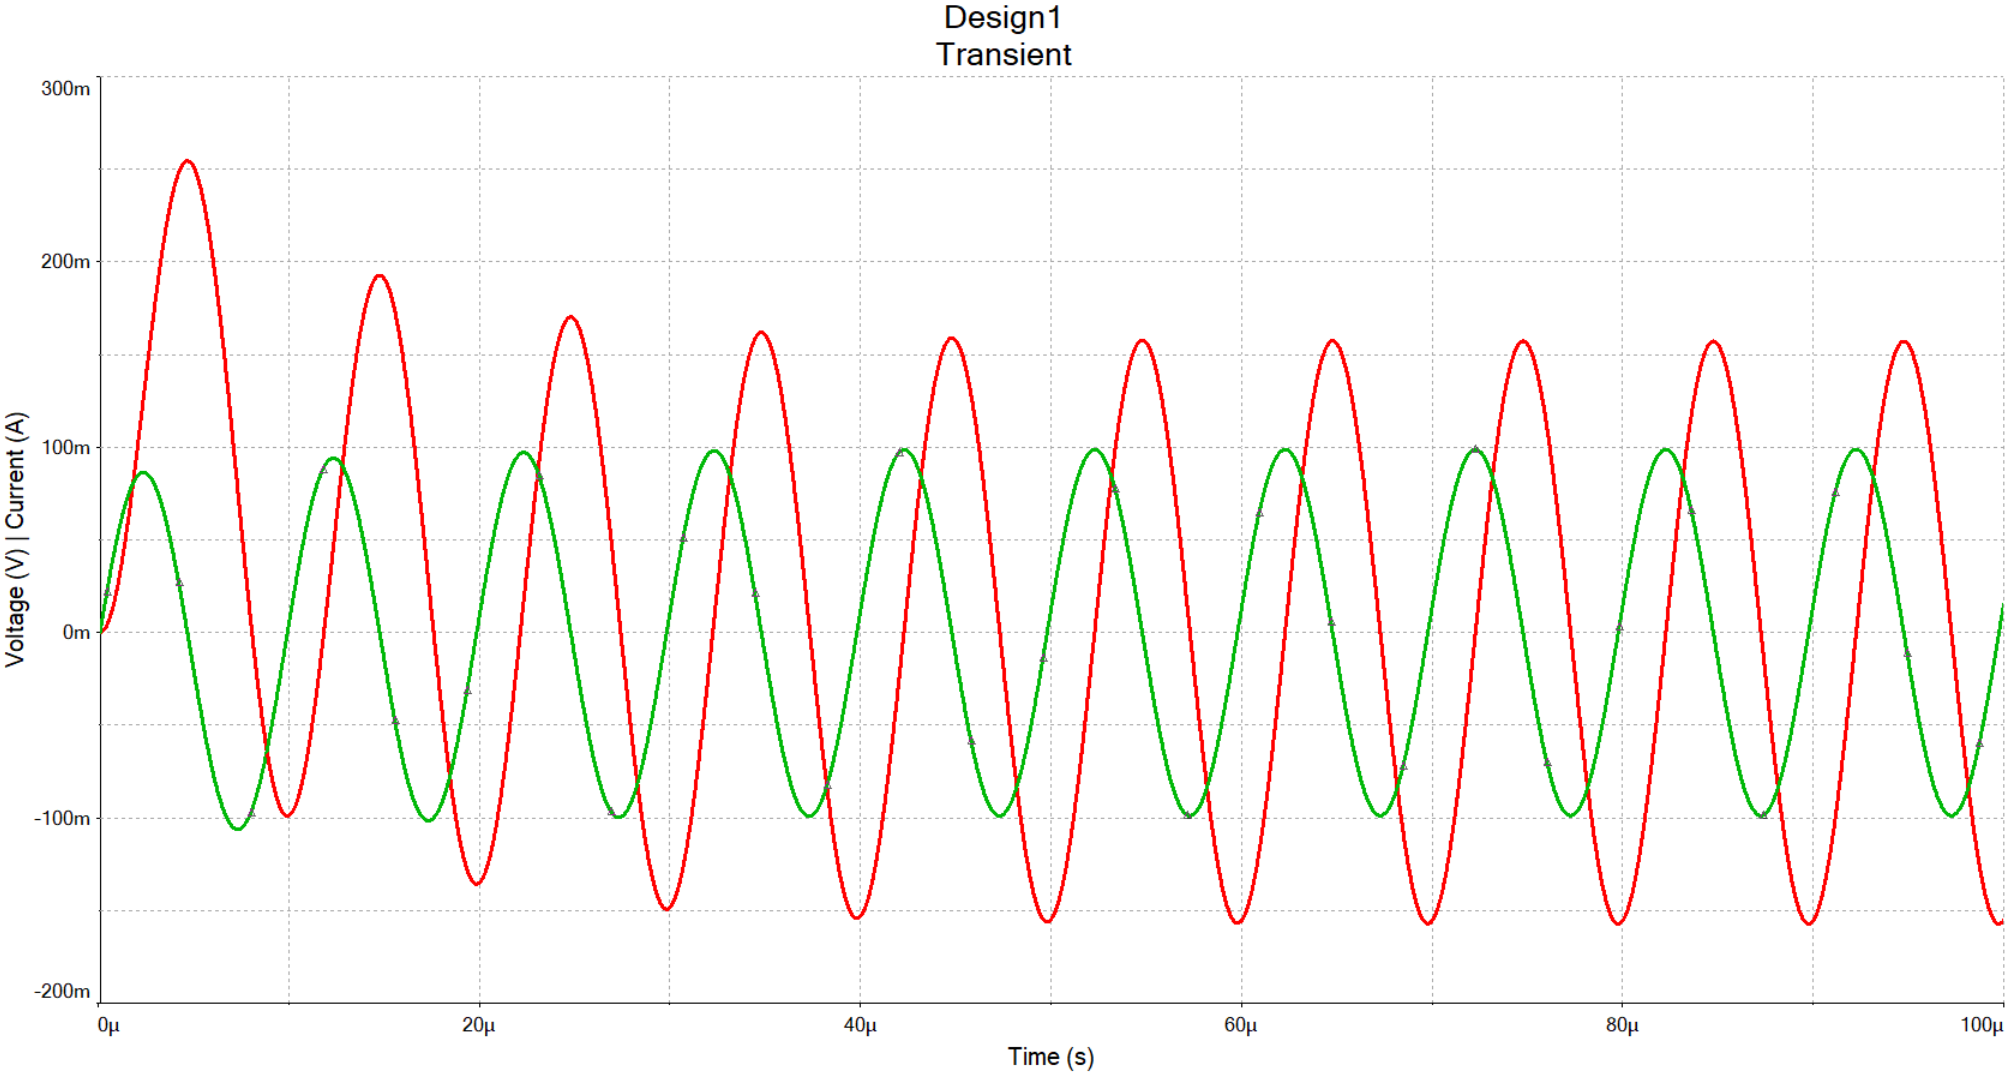 Design1
Transient
300m
200m
100m
0m
-100m
-200m
Voltage (V) | Current (A)
0µ 20µ 40µ 60µ 80µ 100µ
Time (s)